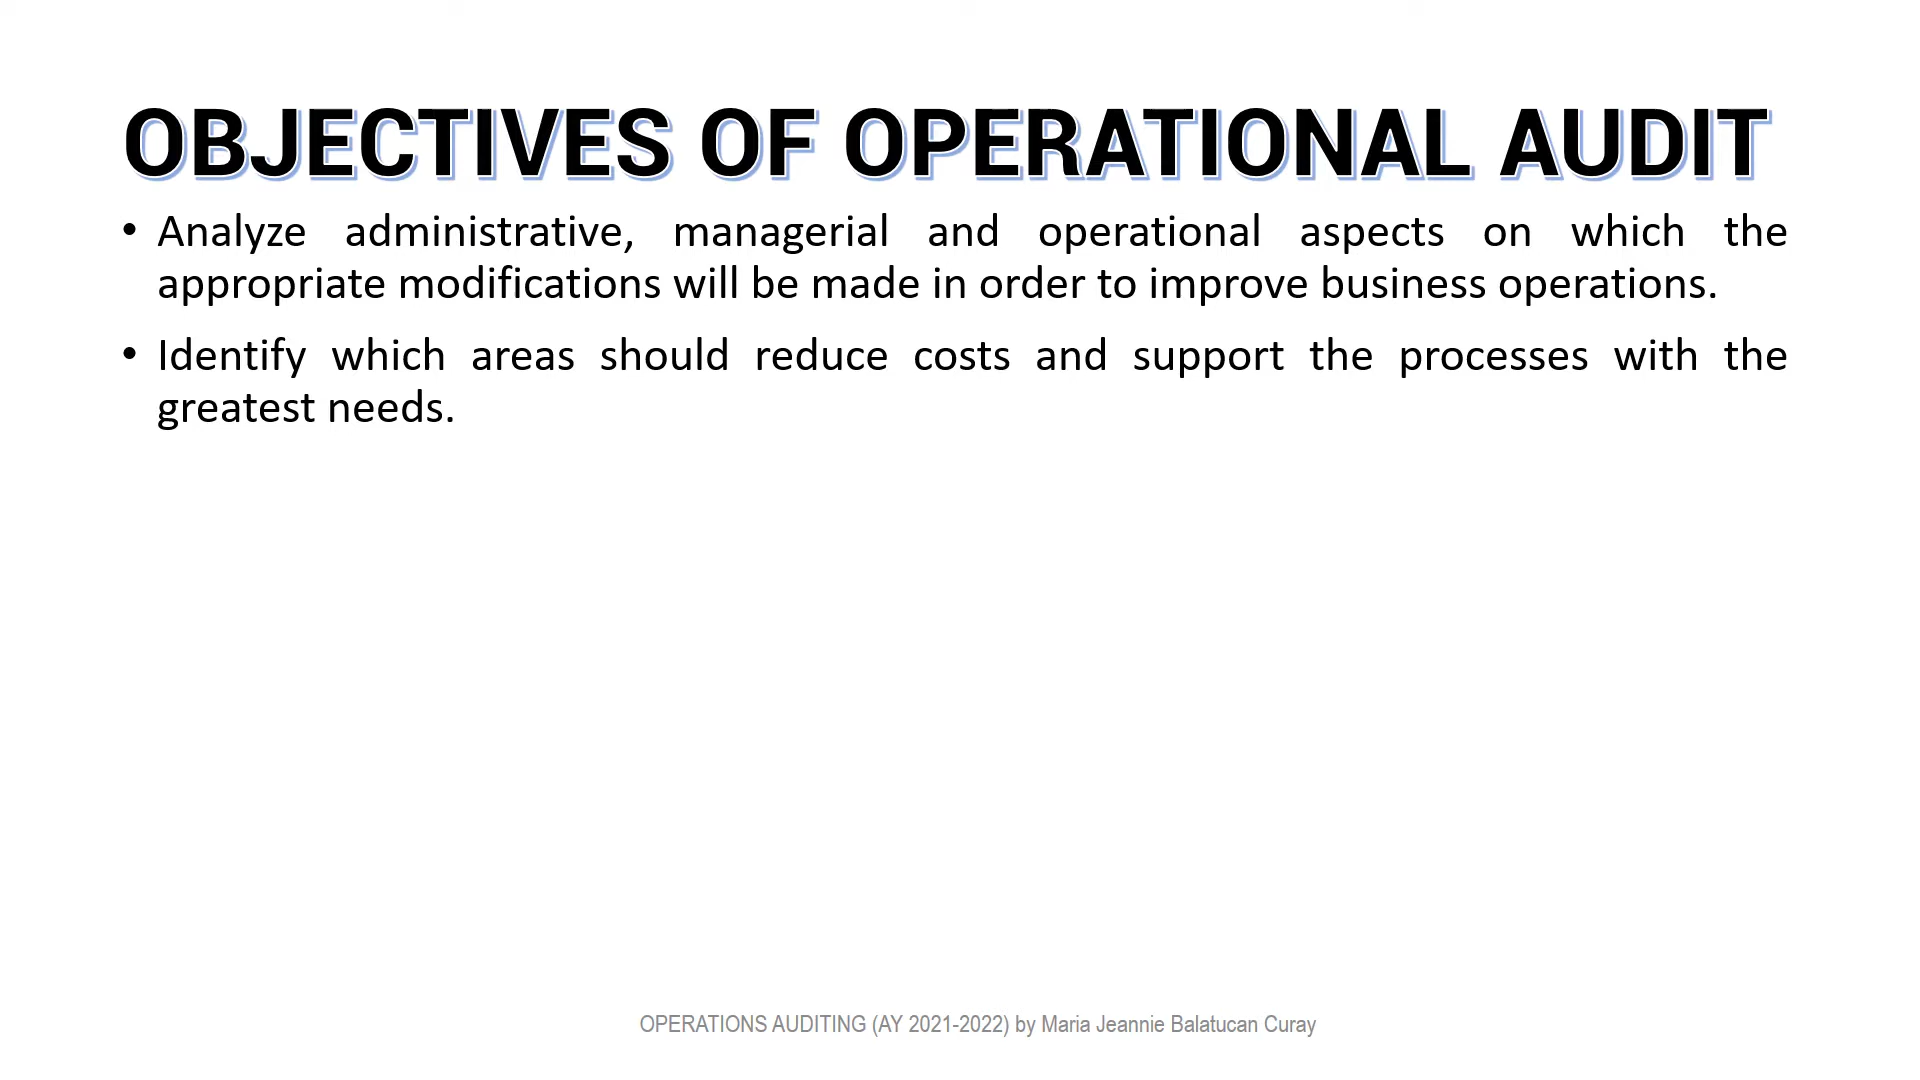 OBJECTIVES OF OPERATIONAL AUDIT
• Analyze administrative, managerial and operational aspects on which the
appropriate modifications will be made in order to improve business operations.
• Identify which areas should reduce costs and support the processes with the
greatest needs.
OPERATIONS AUDITING (AY 2021-2022) by Maria Jeannie Balatucan Curay